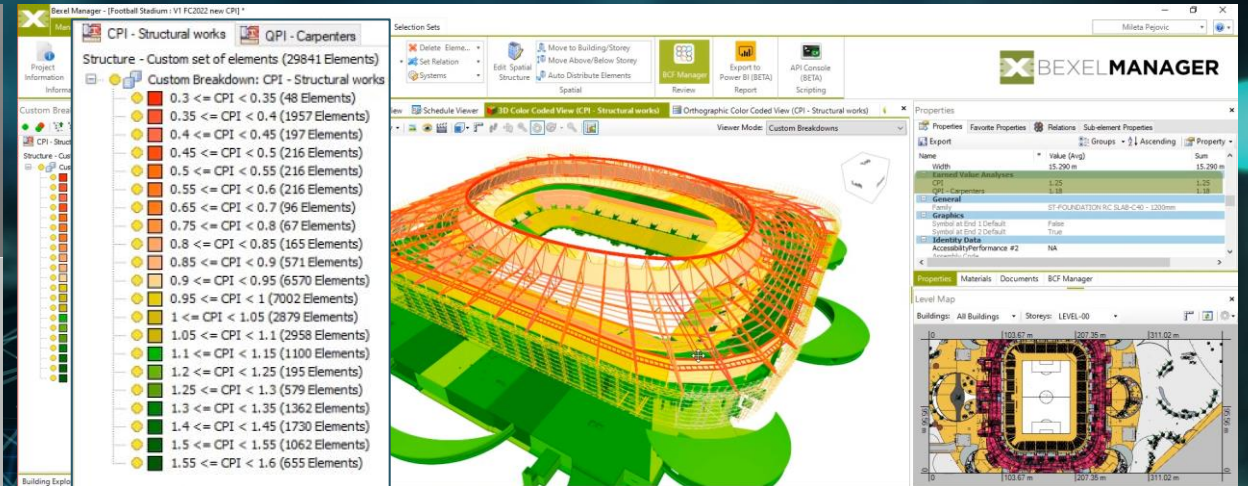 Bexel Manager - [Football Stadium : V1 FC2022 new CPI] *
Mileta Pejovic
Selection Sets
Project
Information
Delete Eleme...
Set Relation
Systems
Edit Spatial
Structure
Move to Building/Storey
Move Above/Below Storey
Auto Distribute Elements
Spatial
BCF Manager
Review
Export to
Power BI (BETA)
Report
API Console
(BETA)
Scripting
BEXELMANAGER
CPI - Structural works
QPI - Carpenters
Structure - Custom set of elements (29841 Elements)
Custom Breakdown: CPI - Structural works
0.3 <= CPI < 0.35 (48 Elements)
0.35 <= CPI < 0.4 (1957 Elements)
0.4 <= CPI < 0.45 (197 Elements)
0.45 <= CPI < 0.5 (216 Elements)
0.5 <= CPI < 0.55 (216 Elements)
0.55 <= CPI < 0.6 (216 Elements)
0.65 <= CPI < 0.7 (96 Elements)
0.75 <= CPI < 0.8 (67 Elements)
0.8 <= CPI < 0.85 (165 Elements)
0.85 <= CPI < 0.9 (571 Elements)
0.9 <= CPI < 0.95 (6570 Elements)
0.95 <= CPI < 1 (7002 Elements)
1 <= CPI < 1.05 (2879 Elements)
1.05 <= CPI < 1.1 (2958 Elements)
1.1 <= CPI < 1.15 (1100 Elements)
1.2 <= CPI < 1.25 (195 Elements)
1.25 <= CPI < 1.3 (579 Elements)
1.3 <= CPI < 1.35 (1362 Elements)
1.4 <= CPI < 1.45 (1730 Elements)
1.5 <= CPI < 1.55 (1062 Elements)
1.55 <= CPI < 1.6 (655 Elements)
Schedule Viewer
3D Color Coded View (CPI - Structural works)
Orthographic Color Coded View (CPI - Structural works)
Viewer Mode: Custom Breakdowns
Properties
Properties Favorite Properties Relations Sub-element Properties
Export Groups Ascending Property
Name Value (Avg) Sum
Width 15.290 m 15.290 m
Earned Value Analyses
CPI 1.25 1.25
QPI - Carpenters 1.18 1.18
General
Family ST-FOUNDATION RC SLAB-C40 - 1200mm
Graphics
Symbol at End 1 Default False
Symbol at End 2 Default True
Identity Data
AccessibilityPerformance #2 NA
Assembly Code
Properties Materials Documents BCF Manager
Level Map
Buildings: All Buildings Storeys: LEVEL-00
0 103.67 m 207.35 m 311.02 m
95.56 m
95.56 m
0 103.67 m 207.35 m 311.02 m